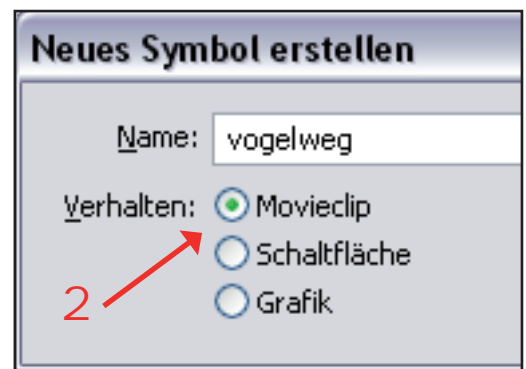 Neues Symbol erstellen
Name: vogelweg
Verhalten: Movieclip
Schaltfläche
2 Grafik